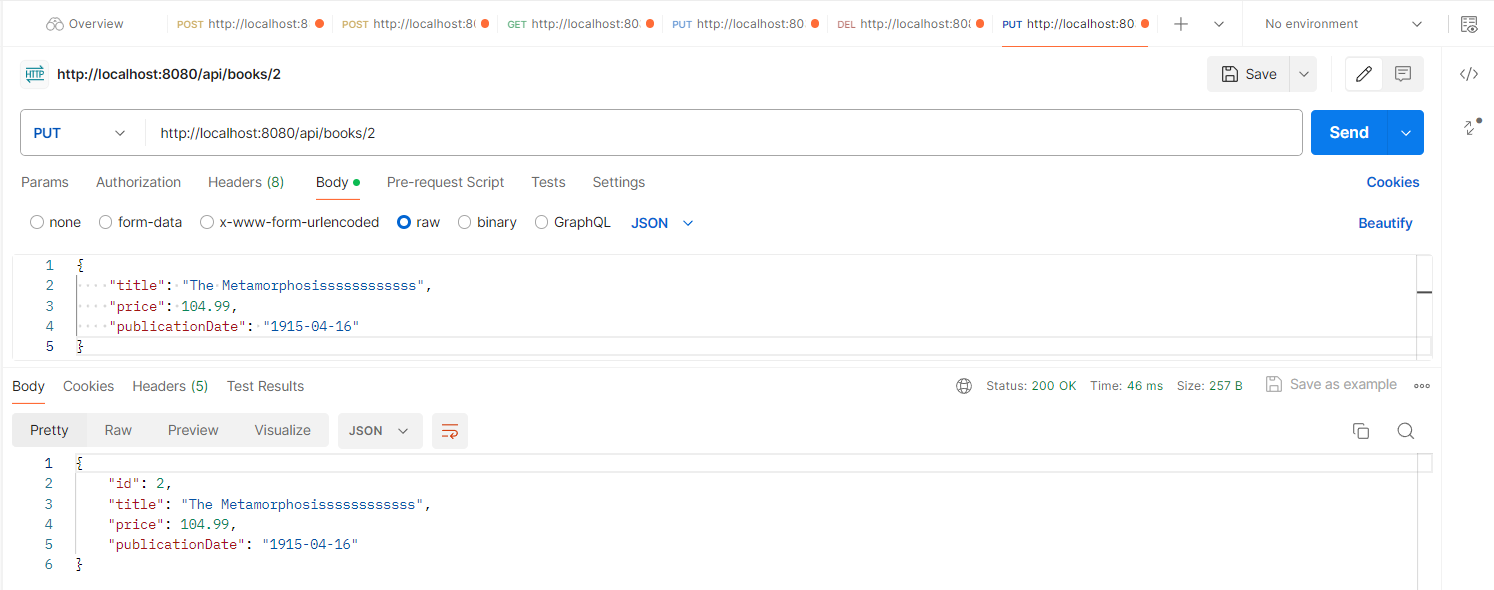 Overview POST http://localhost:8 POST http://localhost:8 GET http://localhost:80 PUT http://localhost:80 DEL http://localhost:80 PUT http://localhost:80 No environment
HTTP http://localhost:8080/api/books/2 Save
PUT http://localhost:8080/api/books/2 Send
Params Authorization Headers (8) Body Pre-request Script Tests Settings Cookies
none form-data x-www-form-urlencoded raw binary GraphQL JSON Beautify
1 {
2 "title": "The Metamorphosissssssssssss",
3 "price": 104.99,
4 "publicationDate": "1915-04-16"
5 }
Body Cookies Headers (5) Test Results Status: 200 OK Time: 46 ms Size: 257 B Save as example
Pretty Raw Preview Visualize JSON
1 {
2 "id": 2,
3 "title": "The Metamorphosissssssssssss",
4 "price": 104.99,
5 "publicationDate": "1915-04-16"
6 }